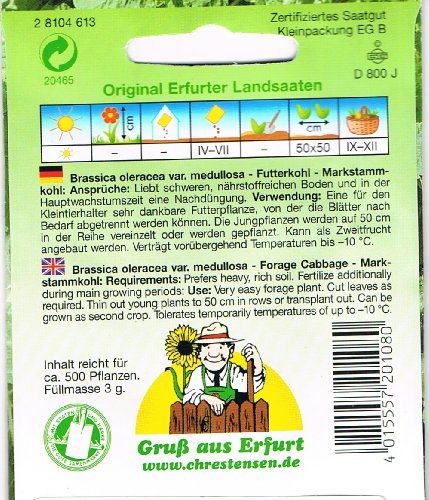 2 8104 613
Zertifiziertes Saatgut
Kleinpackung EG B
20465
D 800 J
Original Erfurter Landsaaten
cm
cm
– – IV–VII – 50x50 IX–XII
Brassica oleracea var. medullosa - Futterkohl - Markstamm-
kohl: Ansprüche: Liebt schweren, nährstoffreichen Boden und in der
Hauptwachstumszeit eine Nachdüngung. Verwendung: Eine für den
Kleintierhalter sehr dankbare Futterpflanze, von der die Blätter nach
Bedarf abgetrennt werden können. Die Jungpflanzen werden auf 50 cm
in der Reihe vereinzelt oder werden gepflanzt. Kann als Zweitfrucht
angebaut werden. Verträgt vorübergehend Temperaturen bis –10 °C.
Brassica oleracea var. medullosa - Forage Cabbage - Mark-
stammkohl: Requirements: Prefers heavy, rich soil. Fertilize additionally
during main growing periods. Use: Very easy forage plant. Cut leaves as
required. Thin out young plants to 50 cm in rows or transplant out. Can be
grown as second crop. Tolerates temporarily temperatures of up to –10 °C.
Inhalt reicht für
ca. 500 Pflanzen.
Füllmasse 3 g.
Gruß aus Erfurt
www.chrestensen.de
4 015557 201080